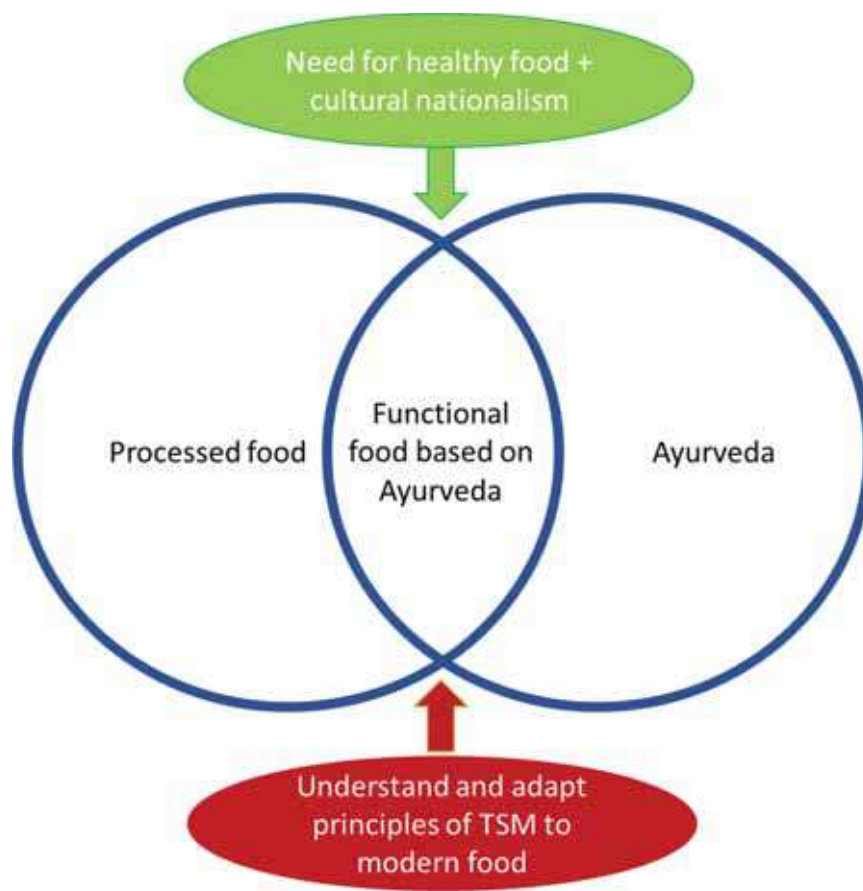 Need for healthy food +
cultural nationalism
Processed food
Functional
food based on
Ayurveda
Ayurveda
Understand and adapt
principles of TSM to
modern food